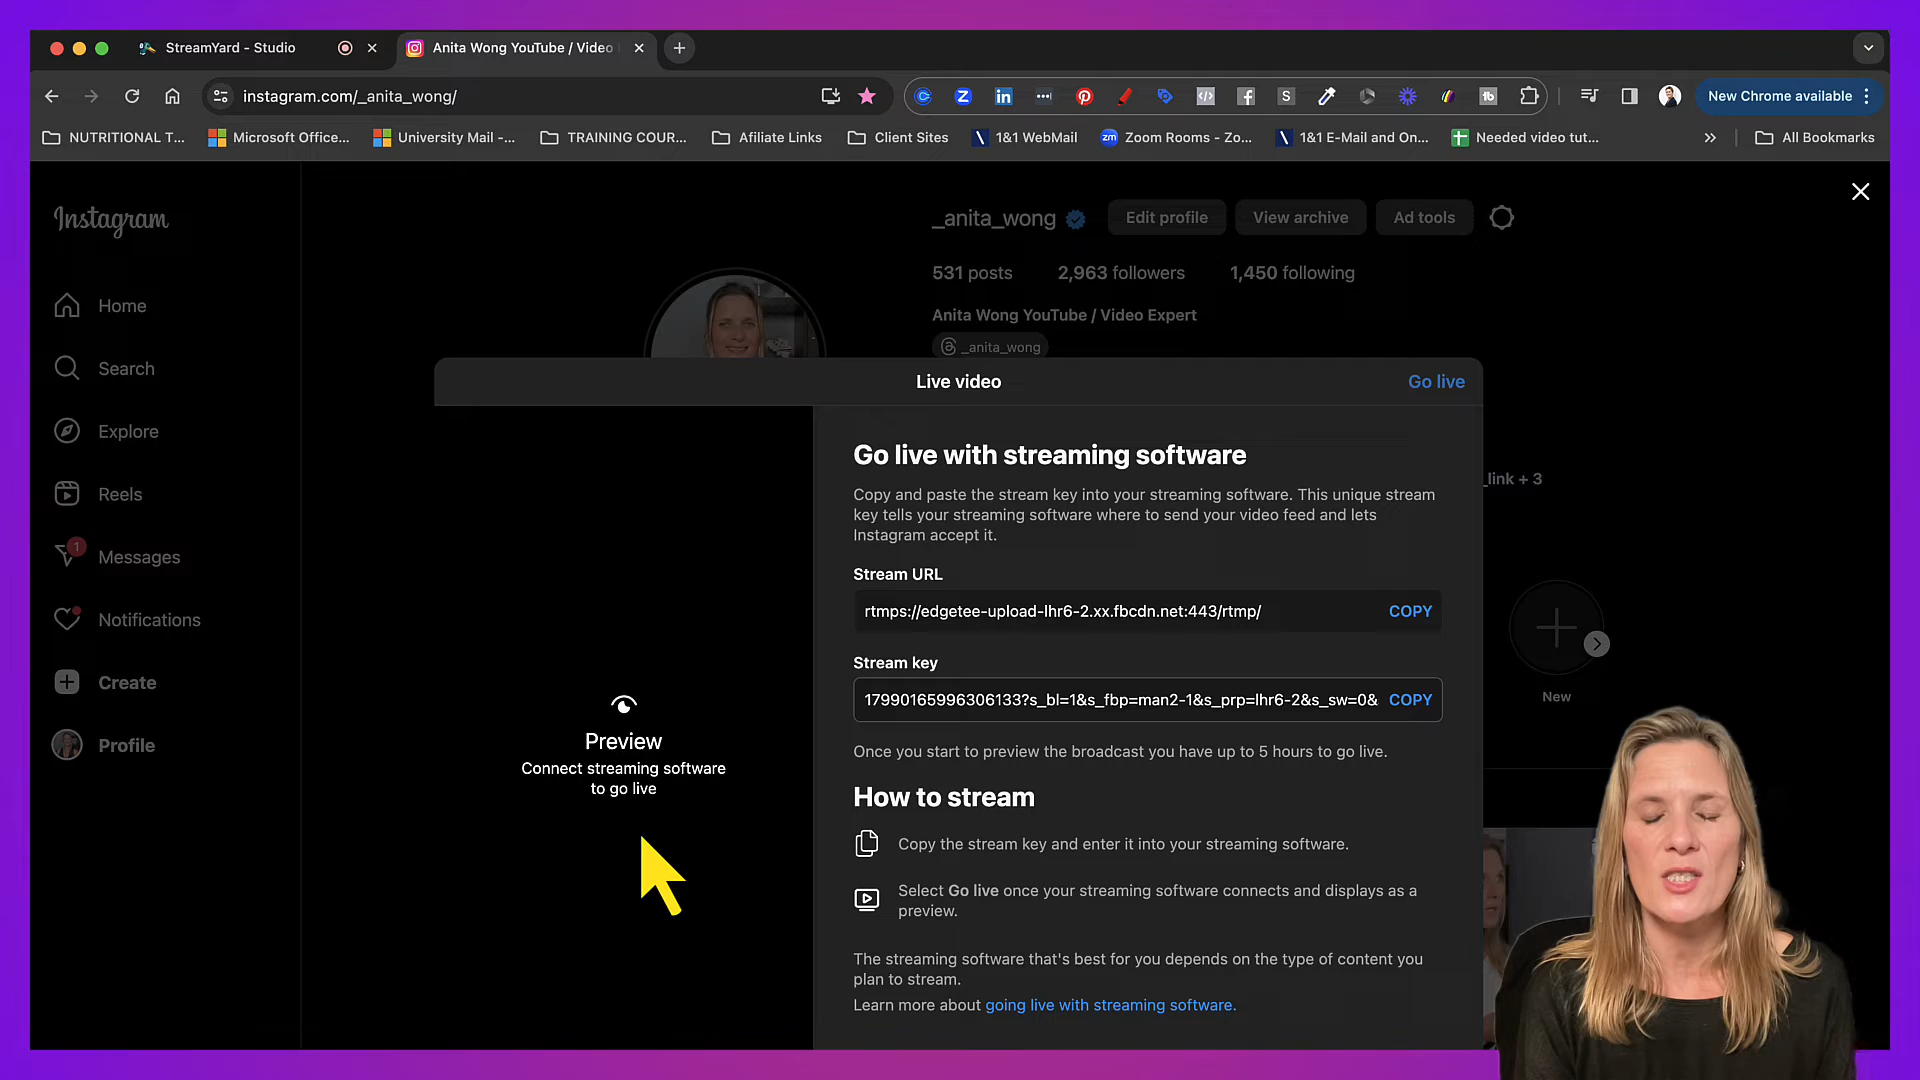 StreamYard - Studio
Anita Wong YouTube / Video
instagram.com/_anita_wong/
New Chrome available
NUTRITIONAL T...
Microsoft Office...
University Mail -...
TRAINING COUR...
Afiliate Links
Client Sites
1&1 WebMail
Zoom Rooms - Zo...
1&1 E-Mail and On...
Needed video tut...
All Bookmarks
Instagram
_anita_wong
Edit profile
View archive
Ad tools
531 posts
2,963 followers
1,450 following
Anita Wong YouTube / Video Expert
_anita_wong
Home
Search
Explore
Reels
1
Messages
Notifications
Create
Profile
Live video
Go live
Go live with streaming software
Copy and paste the stream key into your streaming software. This unique stream
key tells your streaming software where to send your video feed and lets
Instagram accept it.
_link + 3
Stream URL
rtmps://edgetee-upload-lhr6-2.xx.fbcdn.net:443/rtmp/
COPY
Stream key
17990165996306133?s_bl=1&s_fbp=man2-1&s_prp=lhr6-2&s_sw=0&
COPY
New
Preview
Connect streaming software
to go live
Once you start to preview the broadcast you have up to 5 hours to go live.
How to stream
Copy the stream key and enter it into your streaming software.
Select Go live once your streaming software connects and displays as a
preview.
The streaming software that's best for you depends on the type of content you
plan to stream.
Learn more about going live with streaming software.